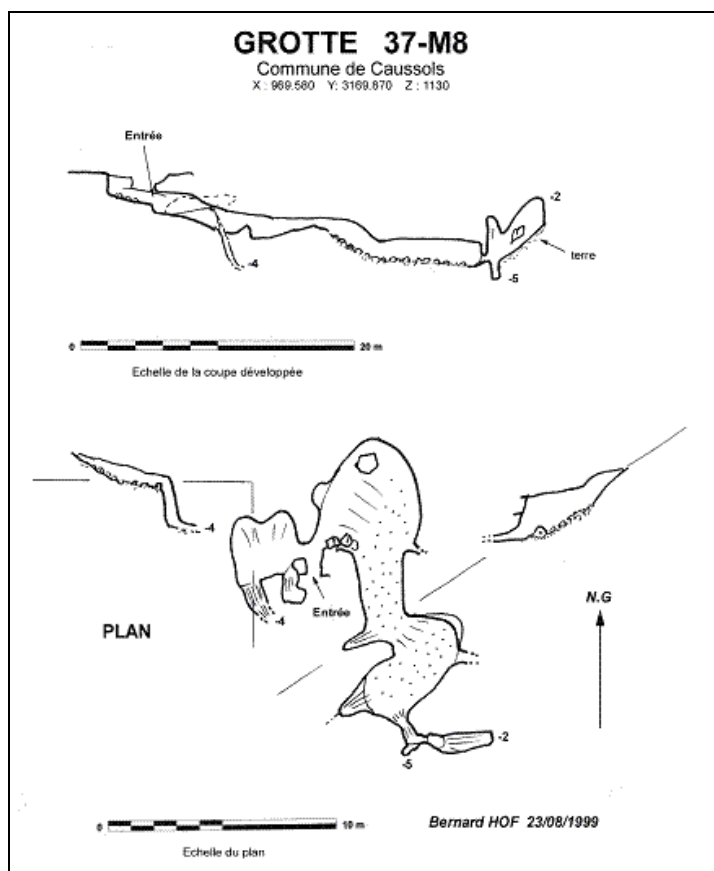 GROTTE 37-M8
Commune de Caussols
X : 969.580 Y: 3169.870 Z : 1130
Entrée
-2
-4
terre
-5
0 20 m
Echelle de la coupe développée
-4
-4
N.G
Entrée
-4
PLAN
-2
-5
0 10 m
Bernard HOF 23/08/1999
Echelle du plan